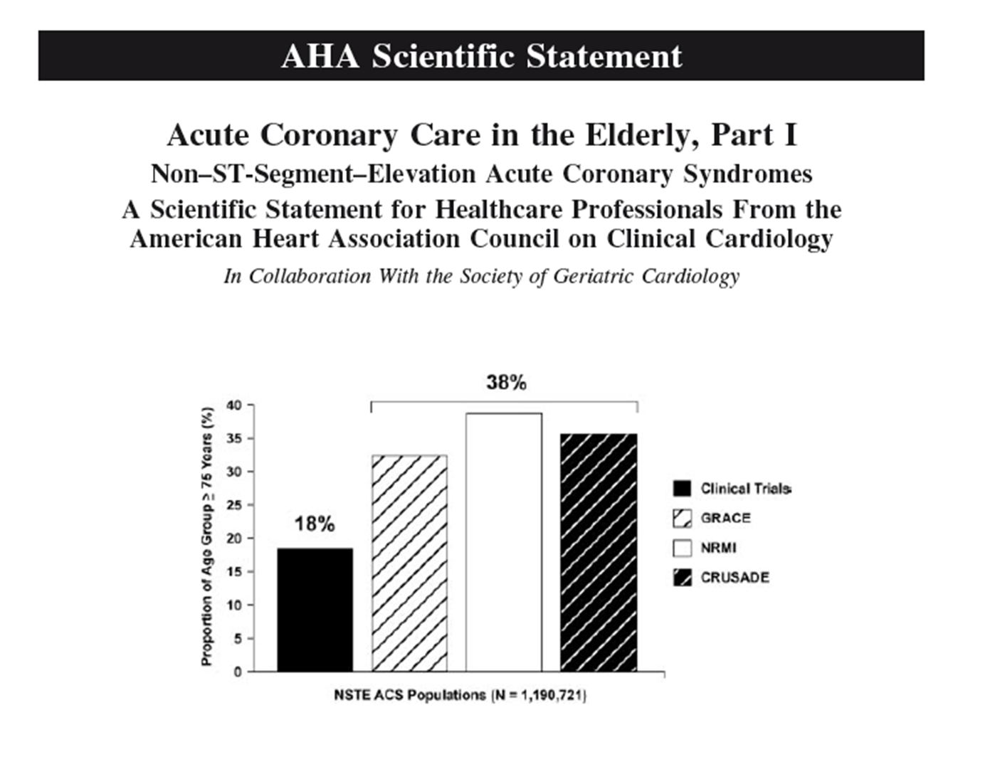 AHA Scientific Statement
Acute Coronary Care in the Elderly, Part I
Non–ST-Segment–Elevation Acute Coronary Syndromes
A Scientific Statement for Healthcare Professionals From the
American Heart Association Council on Clinical Cardiology
In Collaboration With the Society of Geriatric Cardiology
38%
18%
Proportion of Age Group ≥ 75 Years (%)
40
35
30
25
20
15
10
5
0
Clinical Trials
GRACE
NRMI
CRUSADE
NSTE ACS Populations (N = 1,190,721)